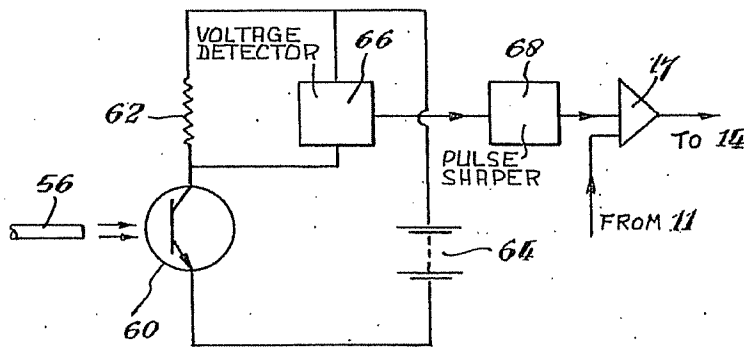 VOLTAGE
DETECTOR
66
68
17
62
TO 14
PULSE
SHAPER
56
FROM 11
64
60